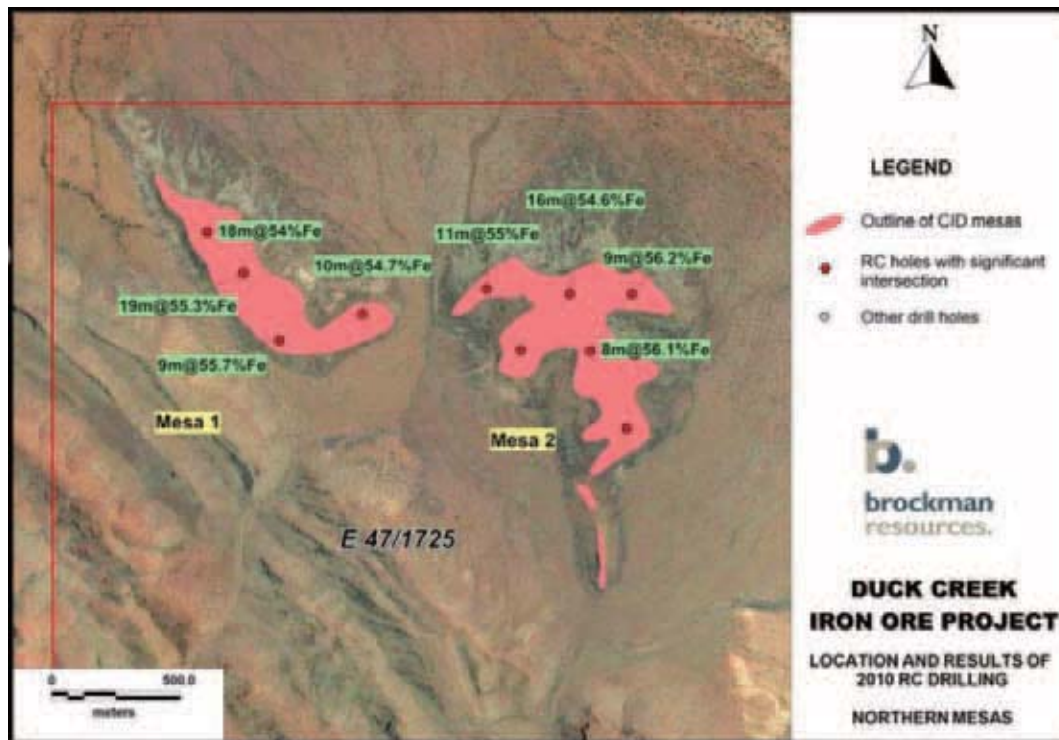 16m@54.6%Fe
18m@54%Fe
11m@55%Fe
10m@54.7%Fe
9m@56.2%Fe
19m@55.3%Fe
9m@55.7%Fe
8m@56.1%Fe
Mesa 1
Mesa 2
E 47/1725
0 500.0
meters
N
LEGEND
Outline of CID mesas
RC holes with significant
intersection
Other drill holes
b.
brockman
resources.
DUCK CREEK
IRON ORE PROJECT
LOCATION AND RESULTS OF
2010 RC DRILLING
NORTHERN MESAS